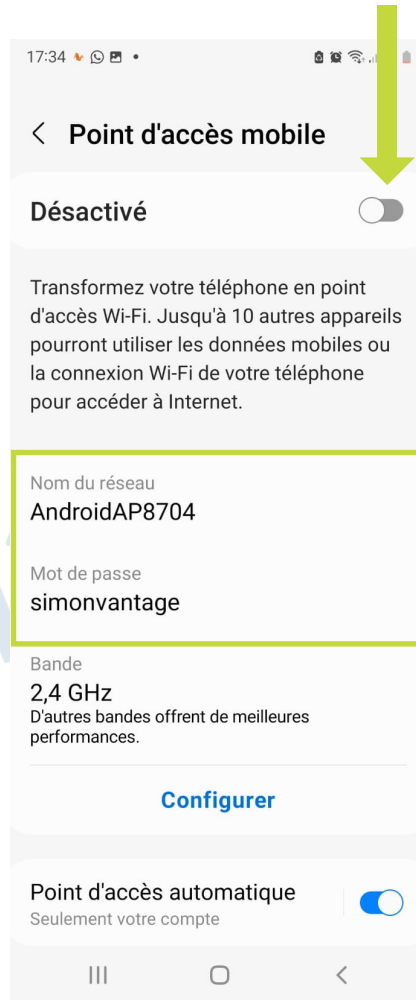 17:34
Point d'accès mobile
Désactivé
Transformez votre téléphone en point
d'accès Wi-Fi. Jusqu'à 10 autres appareils
pourront utiliser les données mobiles ou
la connexion Wi-Fi de votre téléphone
pour accéder à Internet.
Nom du réseau
AndroidAP8704
Mot de passe
simonvantage
Bande
2,4 GHz
D'autres bandes offrent de meilleures
performances.
Configurer
Point d'accès automatique
Seulement votre compte